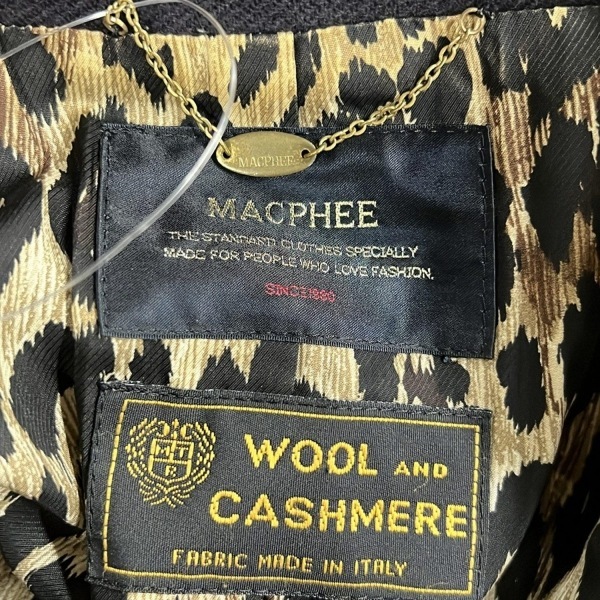 MACPHEE
MACPHEE
THE STANDARD CLOTHES SPECIALLY
MADE FOR PEOPLE WHO LOVE FASHION.
SINCE1990
MTR
WOOL AND
CASHMERE
FABRIC MADE IN ITALY